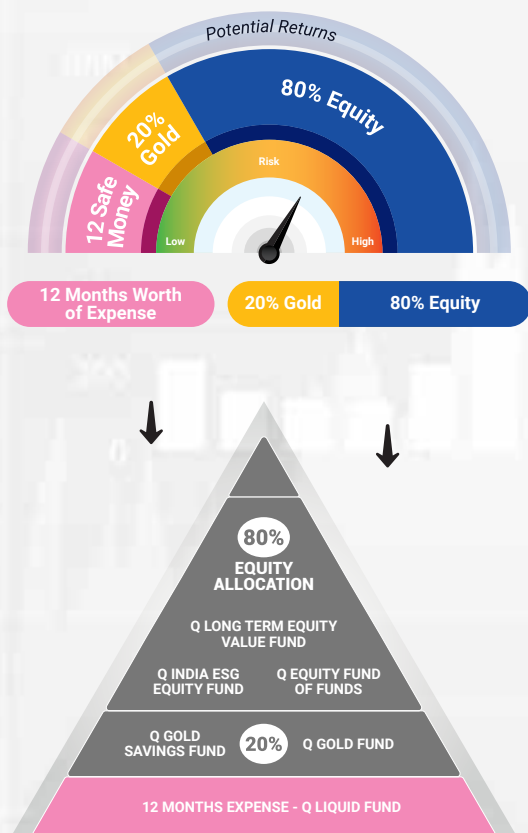 Potential Returns
80% Equity
20%
Gold
12 Safe
Money
Risk
Low
High
12 Months Worth
of Expense
20% Gold
80% Equity
80%
EQUITY
ALLOCATION
Q LONG TERM EQUITY
VALUE FUND
Q INDIA ESG
EQUITY FUND
Q EQUITY FUND
OF FUNDS
Q GOLD
SAVINGS FUND
20%
Q GOLD FUND
12 MONTHS EXPENSE - Q LIQUID FUND